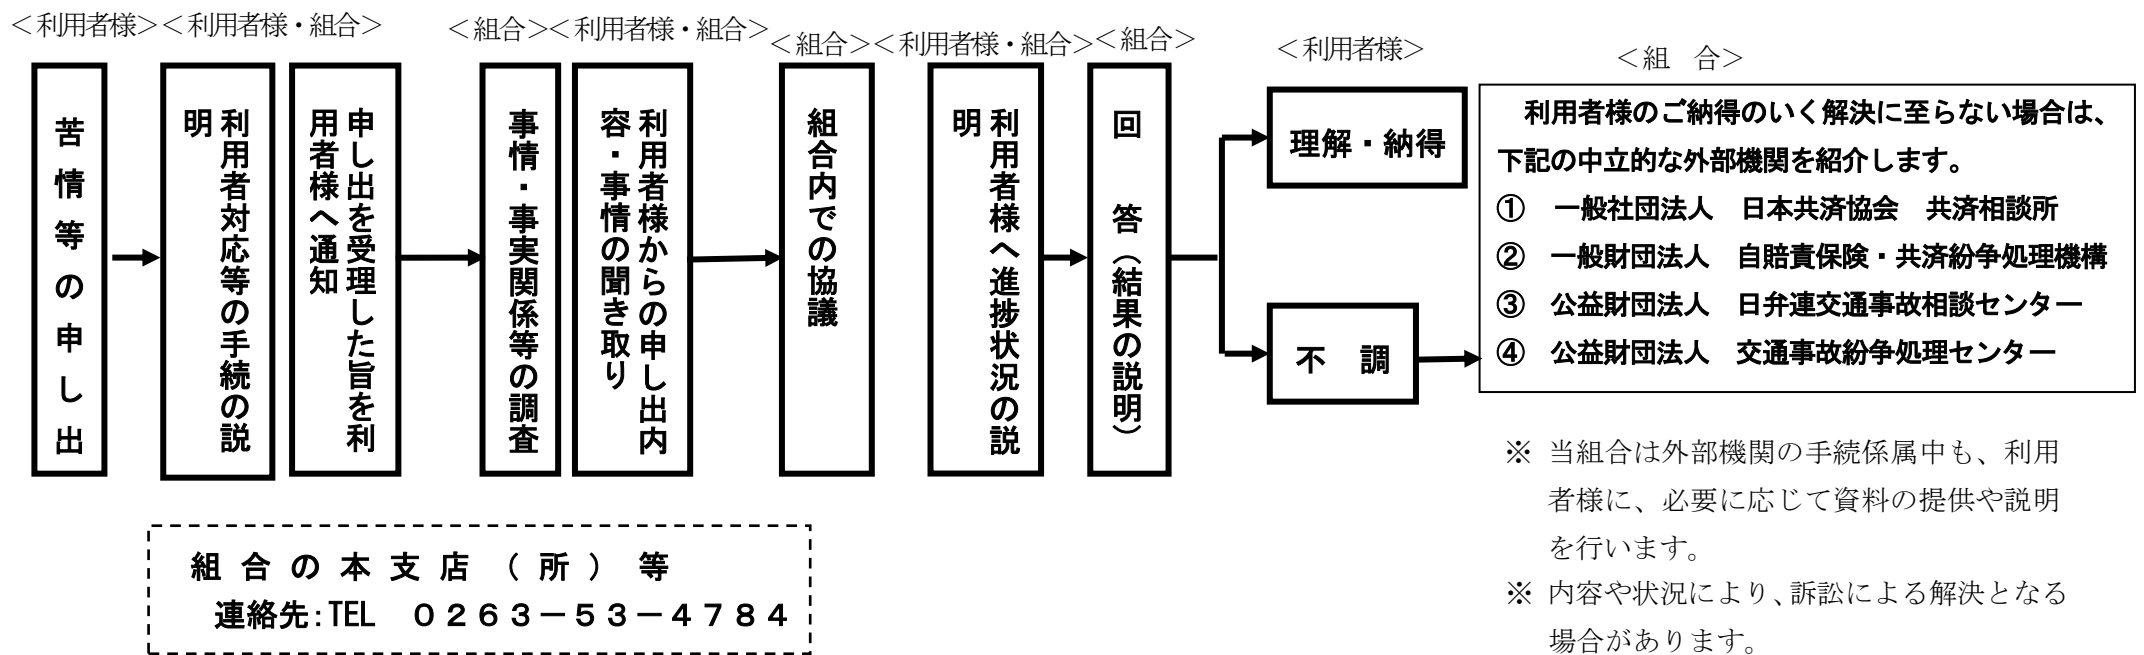 ＜利用者様＞＜利用者様・組合＞
＜組合＞＜利用者様・組合＞
＜組合＞＜利用者様・組合＞
＜組合＞
＜利用者様＞
＜組　合＞
苦情等の申し出
利用者対応等の手続の説
明
申し出を受理した旨を利
用者様へ通知
事情・事実関係等の調査
利用者様からの申し出内
容・事情の聞き取り
組合内での協議
利用者様へ進捗状況の説
明
回　答（結果の説明）
理解・納得
不　調
利用者様のご納得のいく解決に至らない場合は、
下記の中立的な外部機関を紹介します。
①　一般社団法人　日本共済協会　共済相談所
②　一般財団法人　自賠責保険・共済紛争処理機構
③　公益財団法人　日弁連交通事故相談センター
④　公益財団法人　交通事故紛争処理センター
※ 当組合は外部機関の手続係属中も、利用
者様に、必要に応じて資料の提供や説明
を行います。
※ 内容や状況により、訴訟による解決となる
場合があります。
組合の本支店（所）等
連絡先:TEL　０２６３－５３－４７８４